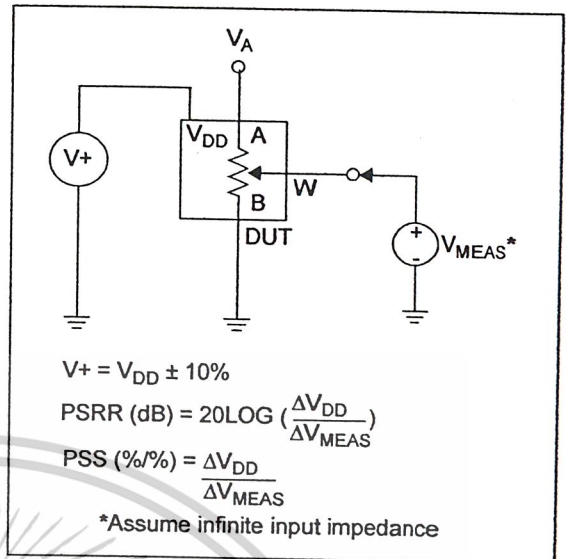 V_A
V_DD A
V+
W
B
DUT
+
V_MEAS*
-
V+ = V_DD ± 10%
PSRR (dB) = 20LOG (ΔV_DD/ΔV_MEAS)
PSS (%/%) = ΔV_DD/ΔV_MEAS
*Assume infinite input impedance